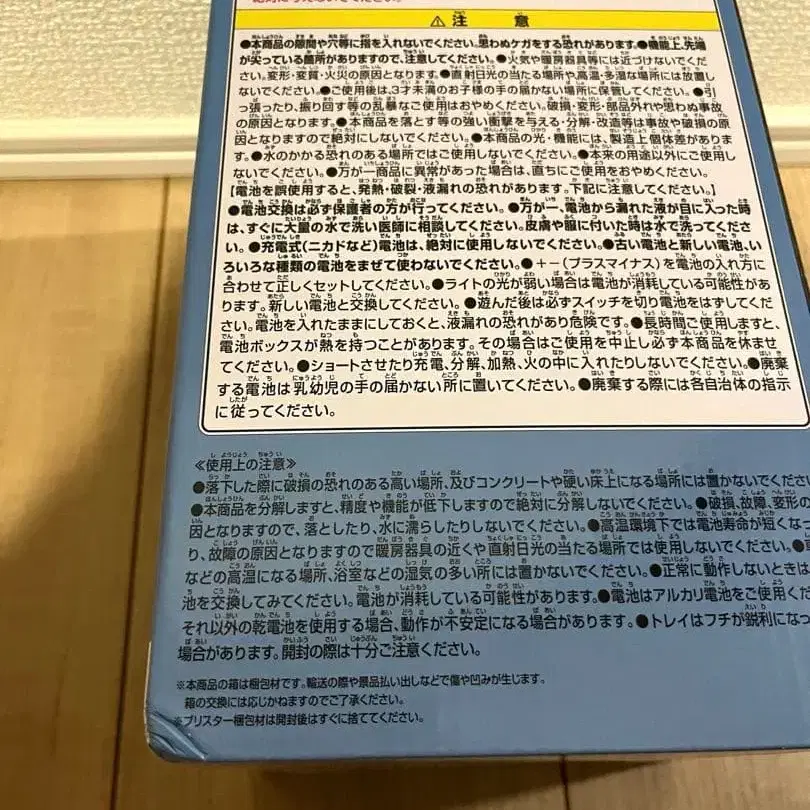 絶対に与えないでください。
⚠注 意
●本商品の隙間や穴等に指を入れないでください。思わぬケガをする恐れがあります。●機能上、先端
が尖っている箇所がありますので、注意してください。●火気や暖房器具等には近づけないでくだ
さい。変形・変質・火災の原因となります。●直射日光の当たる場所や高温・多湿な場所には放置し
ないでください。●ご使用後は、3才未満のお子様の手の届かない場所に保管してください。●引
っ張ったり、振り回す等の乱暴なご使用はおやめください。破損・変形・部品外れや思わぬ事故
の原因となります。●本商品を落とす等の強い衝撃を与える・分解・改造等は事故や破損の原
因となりますので絶対にしないでください。●本商品の光・機能には、製造上個体差がありま
す。●水のかかる恐れのある場所ではご使用しないでください。●本来の用途以外にご使用し
ないでください。●万が一商品に異常があった場合は、直ちにご使用をおやめください。
【電池を誤使用すると、発熱・破裂・液漏れの恐れがあります。下記に注意してください。】
●電池交換は必ず保護者の方が行ってください。●万が一、電池から漏れた液が目に入った時
は、すぐに大量の水で洗い医師に相談してください。皮膚や服に付いた時は水で洗ってくださ
い。●充電式(ニカドなど)電池は、絶対に使用しないでください。●古い電池と新しい電池、い
ろいろな種類の電池をまぜて使わないでください。●+−(プラスマイナス)を電池の入れ方に
合わせて正しくセットしてください。●ライトの光が弱い場合は電池が消耗している可能性があ
ります。新しい電池と交換してください。●遊んだ後は必ずスイッチを切り電池をはずしてくだ
さい。電池を入れたままにしておくと、液漏れの恐れがあり危険です。●長時間ご使用しますと、
電池ボックスが熱を持つことがあります。その場合はご使用を中止し必ず本商品を休ませ
てください。●ショートさせたり充電、分解、加熱、火の中に入れたりしないでください。●廃棄
する電池は乳幼児の手の届かない所に置いてください。●廃棄する際には各自治体の指示
に従ってください。
≪使用上の注意≫
●落下した際に破損の恐れのある高い場所、及びコンクリートや硬い床上になる場所には置かないでくださ
●本商品を分解しますと、精度や機能が低下しますので絶対に分解しないでください。●破損、故障、変形の
因となりますので、落としたり、水に濡らしたりしないでください。●高温環境下では電池寿命が短くなっ
り、故障の原因となりますので暖房器具の近くや直射日光の当たる場所では使用しないでください。●
などの高温になる場所、浴室などの湿気の多い所には置かないでください。●正常に動作しないときは
池を交換してみてください。電池が消耗している可能性があります。●電池はアルカリ電池をご使用くだ
それ以外の乾電池を使用する場合、動作が不安定になる場合があります。●トレイはフチが鋭利になっ
場合があります。開封の際は十分ご注意ください。
※本商品の箱は梱包材です。輸送の際や景品払い出しなどで傷や凹みが生じます。
箱の交換には応じかねますのでご了承ください。
※ブリスター梱包材は開封後はすぐに捨ててください。